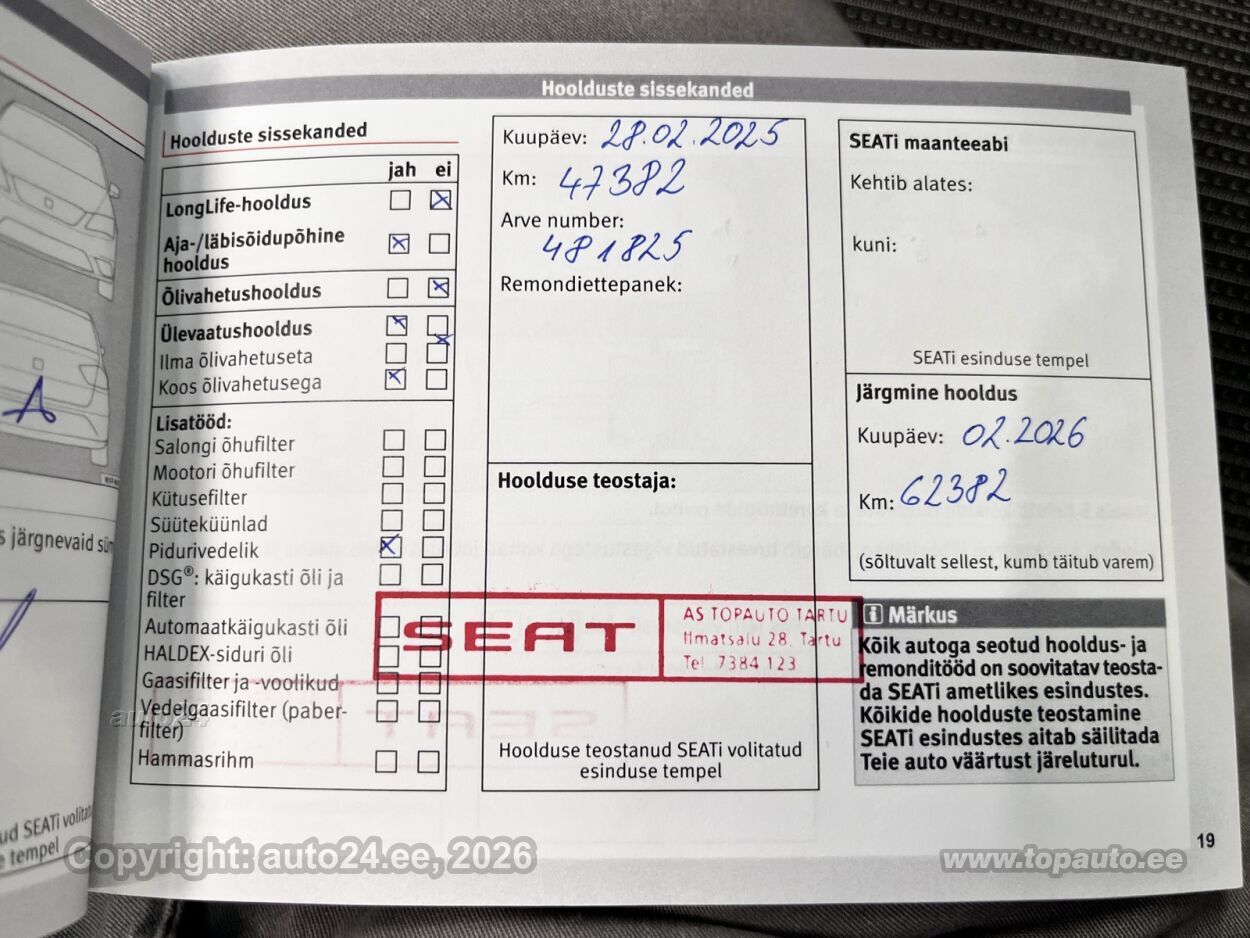 Hoolduste sissekanded
Hoolduste sissekanded
jah ei
LongLife-hooldus
Aja-/läbisõidupõhine
hooldus
Õlivahetushooldus
Ülevaatushooldus
Ilma õlivahetuseta
Koos õlivahetusega
Lisatööd:
Salongi õhufilter
Mootori õhufilter
Kütusefilter
Süüteküünlad
Pidurivedelik
DSG®: käigukasti õli ja
filter
Automaatkäigukasti õli
HALDEX-siduri õli
Gaasifilter ja -voolikud
Vedelgaasifilter (paber-
filter)
Hammasrihm
Kuupäev: 28.02.2025
Km: 47382
Arve number:
481825
Remondiettepanek:
Hoolduse teostaja:
SEAT
AS TOPAUTO TARTU
Ilmatsalu 28, Tartu
Tel 7384 123
Hoolduse teostanud SEATi volitatud
esinduse tempel
SEATi maanteeabi
Kehtib alates:
kuni:
SEATi esinduse tempel
Järgmine hooldus
Kuupäev: 02.2026
Km: 62382
(sõltuvalt sellest, kumb täitub varem)
Märkus
Kõik autoga seotud hooldus- ja
remonditööd on soovitatav teosta-
da SEATi ametlikes esindustes.
Kõikide hoolduste teostamine
SEATi esindustes aitab säilitada
Teie auto väärtust järeluturul.
19
A
s järgnevaid
ud SEATi
e tempel
auto24
Copyright: auto24.ee, 2026
www.topauto.ee